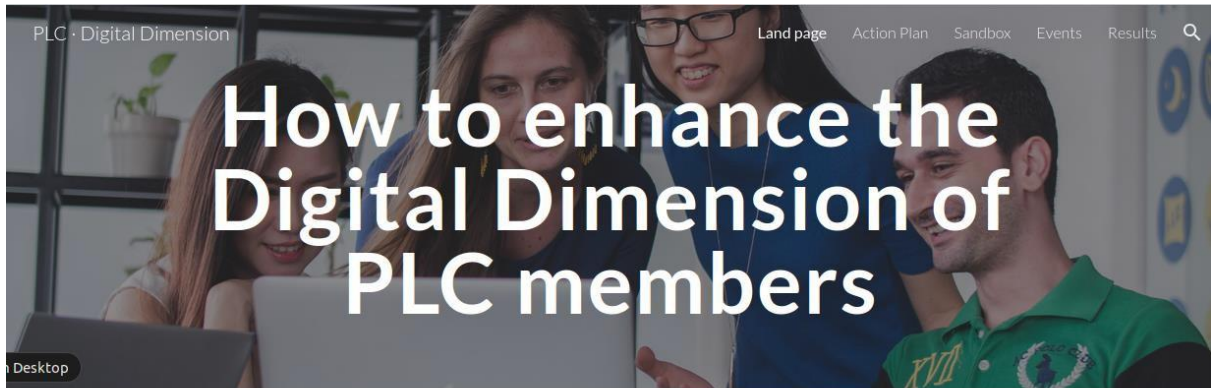 PLC · Digital Dimension
Land page Action Plan Sandbox Events Results
How to enhance the
Digital Dimension of
PLC members
Desktop
XVII